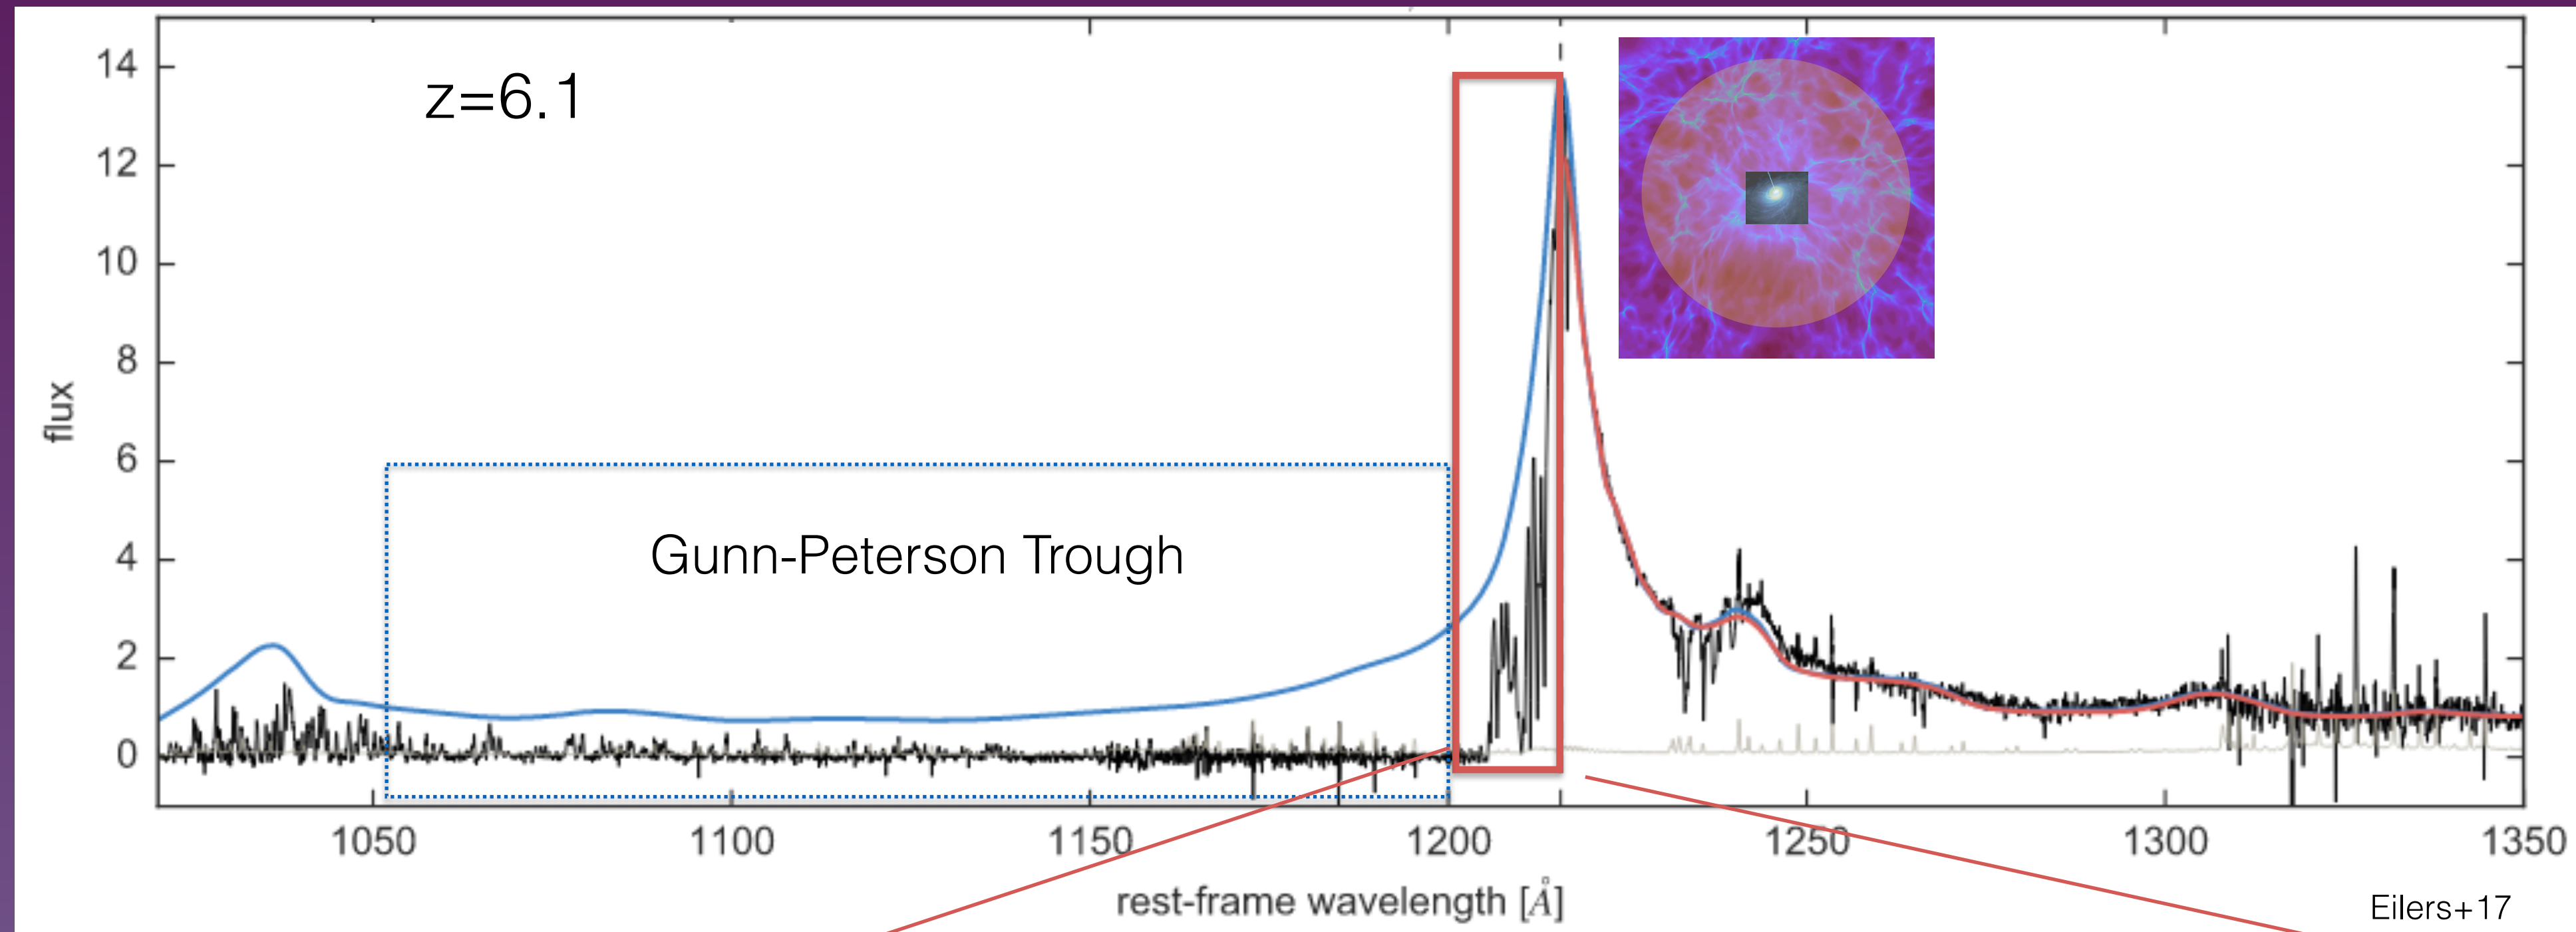 14
z=6.1
12
10
8
flux
6
Gunn-Peterson Trough
4
2
0
1050 1100 1150 1200 1250 1300 1350
rest-frame wavelength [Å]
Eilers+17